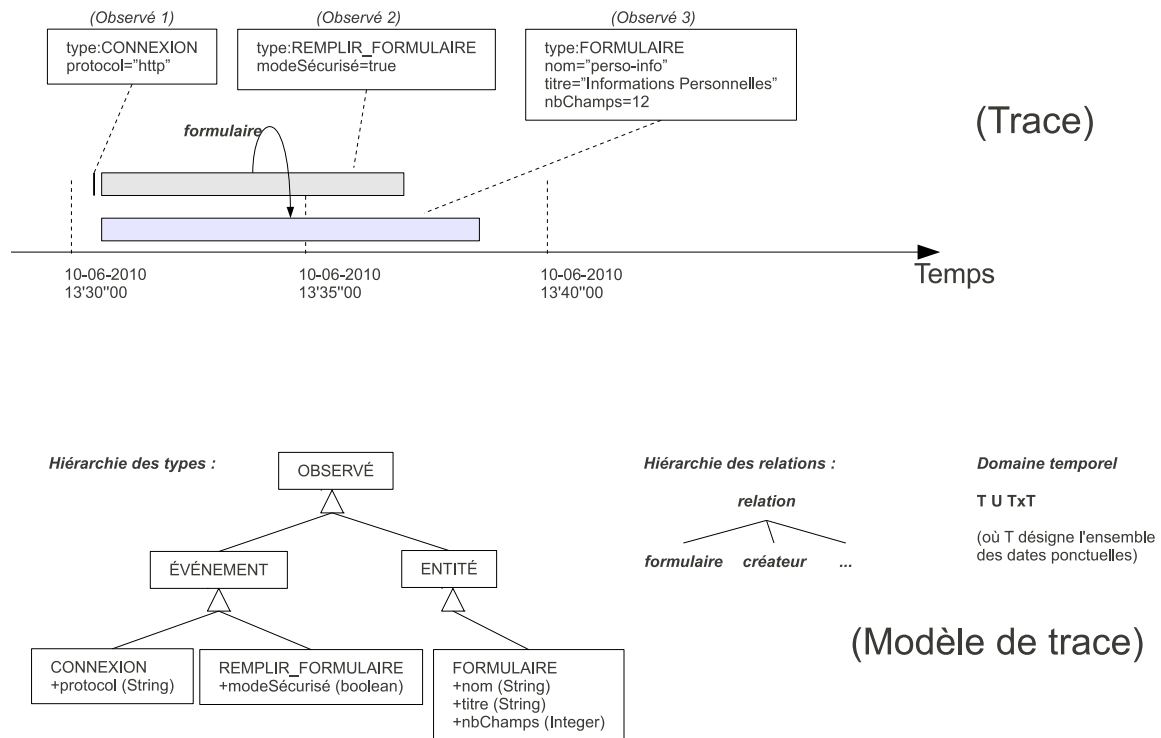 (Observé 1)
(Observé 2)
(Observé 3)
type:CONNEXION
protocol=”http”
type:REMPLIR_FORMULAIRE
modeSécurisé=true
type:FORMULAIRE
nom=”perso-info”
titre=”Informations Personnelles”
nbChamps=12
(Trace)
formulaire
10-06-2010
13'30''00
10-06-2010
13'35''00
10-06-2010
13'40''00
Temps
Hiérarchie des types :
OBSERVÉ
ÉVÉNEMENT
ENTITÉ
CONNEXION
+protocol (String)
REMPLIR_FORMULAIRE
+modeSécurisé (boolean)
FORMULAIRE
+nom (String)
+titre (String)
+nbChamps (Integer)
Hiérarchie des relations :
relation
formulaire créateur ...
Domaine temporel
T U TxT
(où T désigne l'ensemble
des dates ponctuelles)
(Modèle de trace)